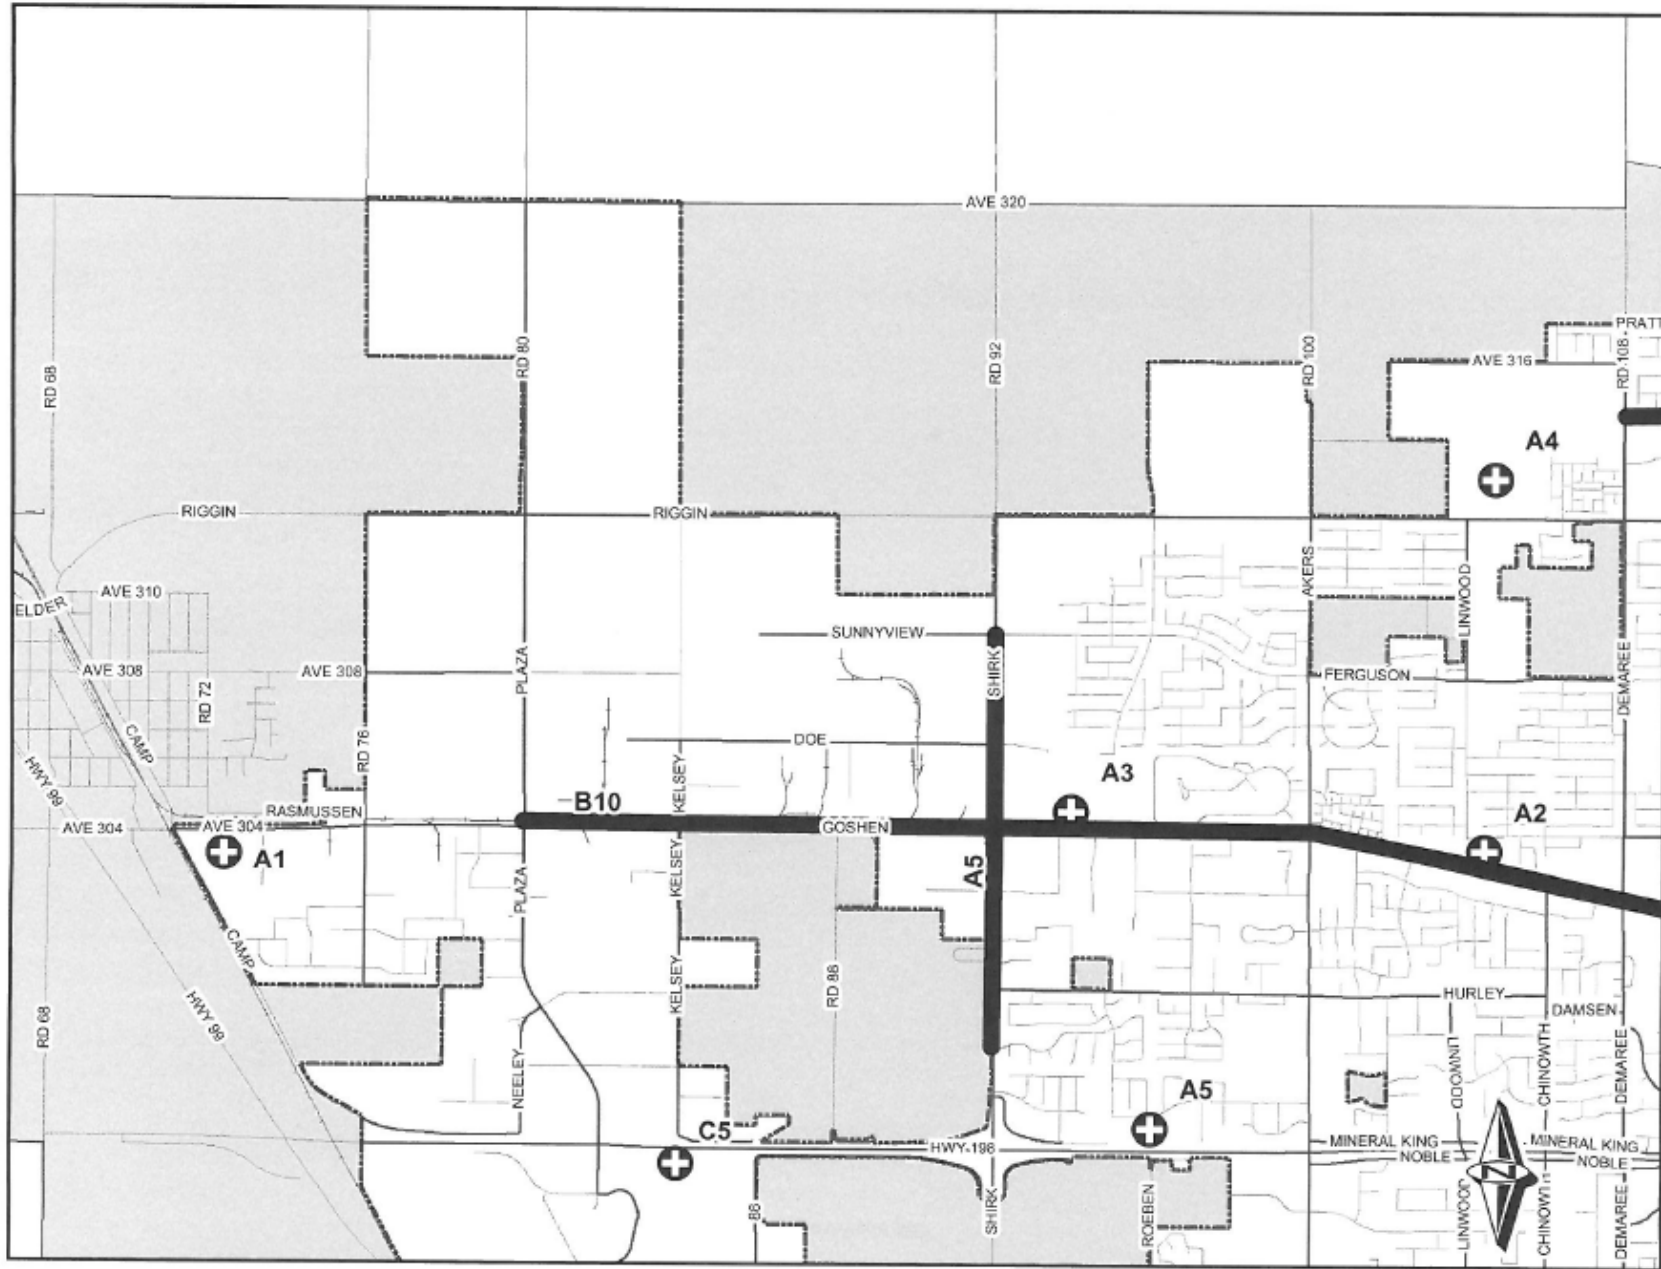 AVE 320
PRATT
RD 80
RD 92
RD 100
RD 108
AVE 316
RD 68
A4
RIGGIN
RIGGIN
AKERS
LINWOOD
AVE 310
ELDER
SUNNYVIEW
AVE 308
AVE 308
PLAZA
SHIRK
FERGUSON
DEMAREE
RD 72
CAMP
RD 76
DOE
KELSEY
A3
HWY 99
B10
RASMUSSEN
A2
AVE 304
AVE 304
GOSHEN
A1
PLAZA
KELSEY
A5
CAMP
KELSEY
RD 88
HURLEY
DAMSEN
RD 68
HWY 99
NEELEY
LINWOOD
CHINOWTH
DEMAREE
A5
C5
HWY 198
MINERAL KING
MINERAL KING
NOBLE
NOBLE
N
86
SHIRK
ROEBEN
LINWOOD
DEMAREE